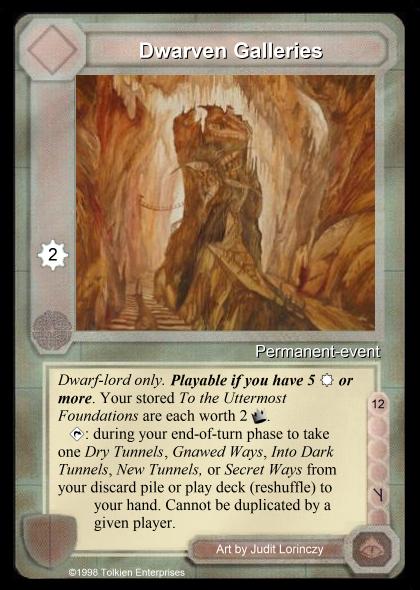 Dwarven Galleries
2
Permanent-event
Dwarf-lord only. Playable if you have 5 or
more. Your stored To the Uttermost
Foundations are each worth 2 .
: during your end-of-turn phase to take
one Dry Tunnels, Gnawed Ways, Into Dark
Tunnels, New Tunnels, or Secret Ways from
your discard pile or play deck (reshuffle) to
your hand. Cannot be duplicated by a
given player.
12
Art by Judit Lorinczy
©1998 Tolkien Enterprises